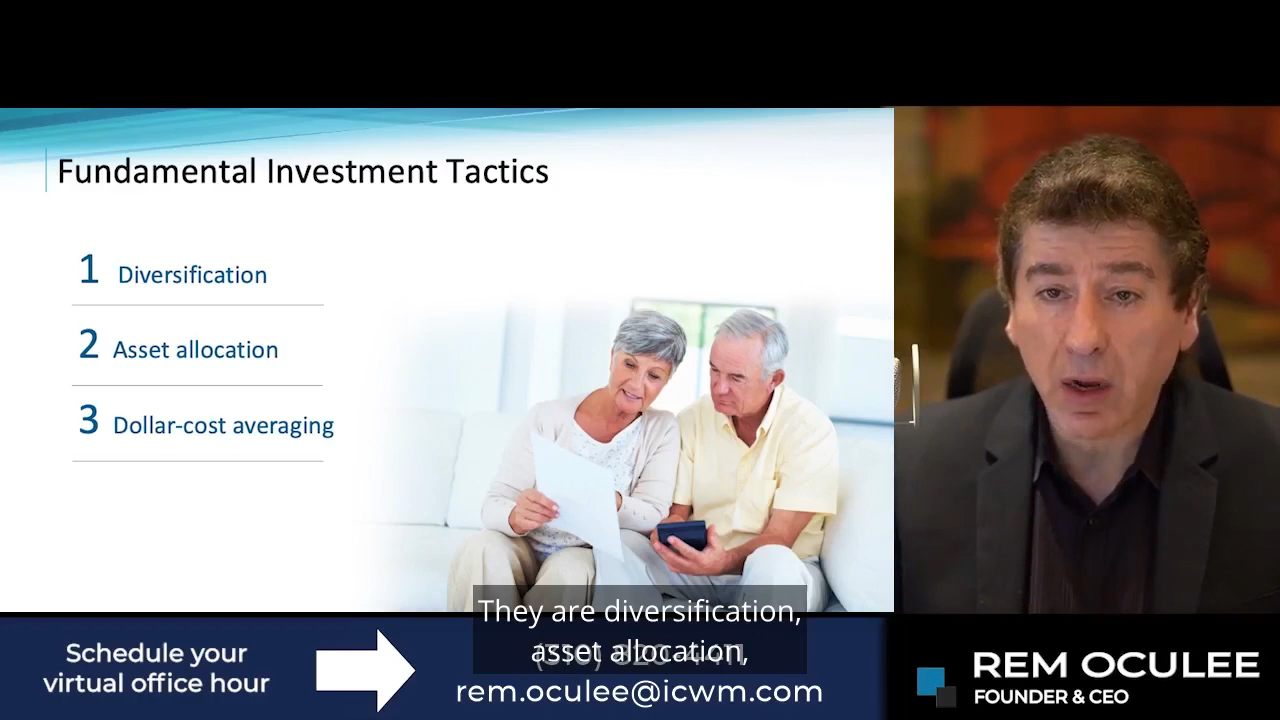 Fundamental Investment Tactics
1 Diversification
2 Asset allocation
3 Dollar-cost averaging
They are diversification,
asset allocation,
Schedule your
virtual office hour
rem.oculee@icwm.com
REM OCULEE
FOUNDER & CEO